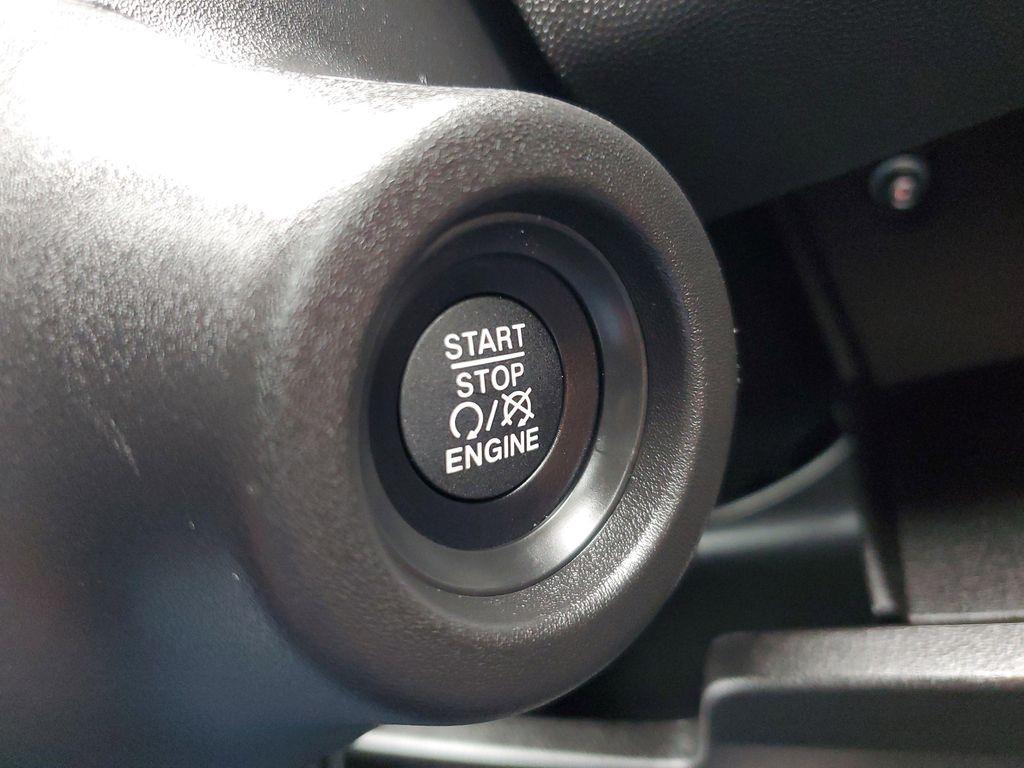 START
STOP
/
ENGINE